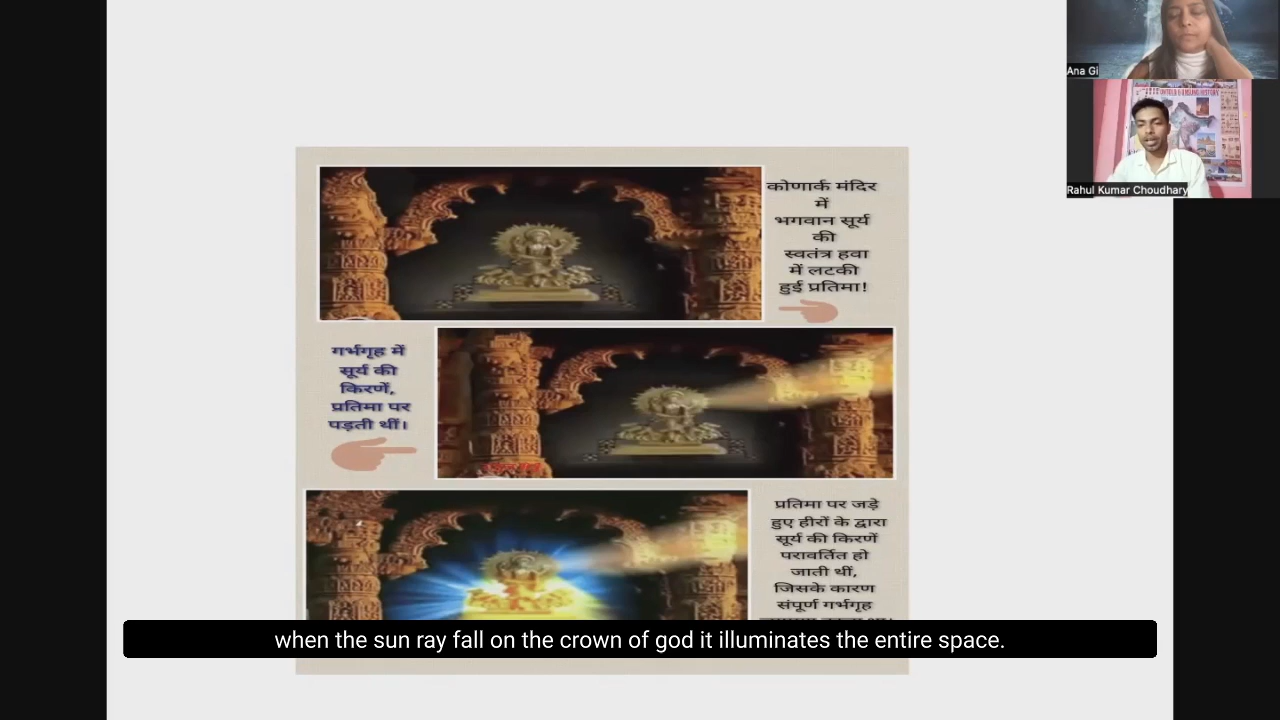 Ana Gi
Rahul Kumar Choudhary
कोणार्क मंदिर
में
भगवान सूर्य
की
स्वतंत्र हवा
में लटकी
हुई प्रतिमा!
गर्भगृह में
सूर्य की
किरणें,
प्रतिमा पर
पड़ती थीं।
प्रतिमा पर जड़े
हुए हीरों के द्वारा
सूर्य की किरणें
परावर्तित हो
जाती थीं,
जिसके कारण
संपूर्ण गर्भगृह
when the sun ray fall on the crown of god it illuminates the entire space.